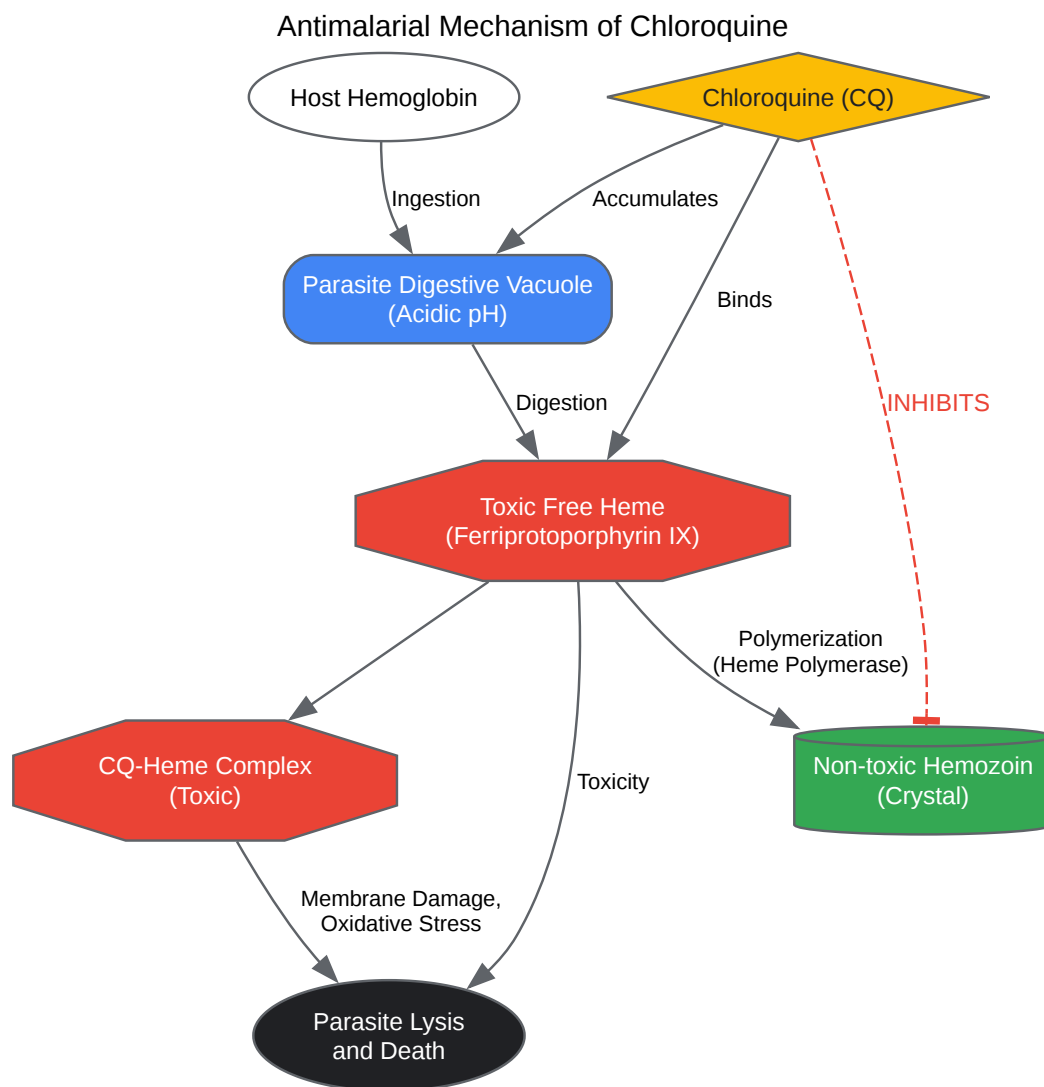 Antimalarial Mechanism of Chloroquine
Host Hemoglobin
Chloroquine (CQ)
Ingestion
Accumulates
Parasite Digestive Vacuole
(Acidic pH)
Binds
Digestion
INHIBITS
Toxic Free Heme
(Ferriprotoporphyrin IX)
Polymerization
(Heme Polymerase)
CQ-Heme Complex
(Toxic)
Toxicity
Non-toxic Hemozoin
(Crystal)
Membrane Damage,
Oxidative Stress
Parasite Lysis
and Death